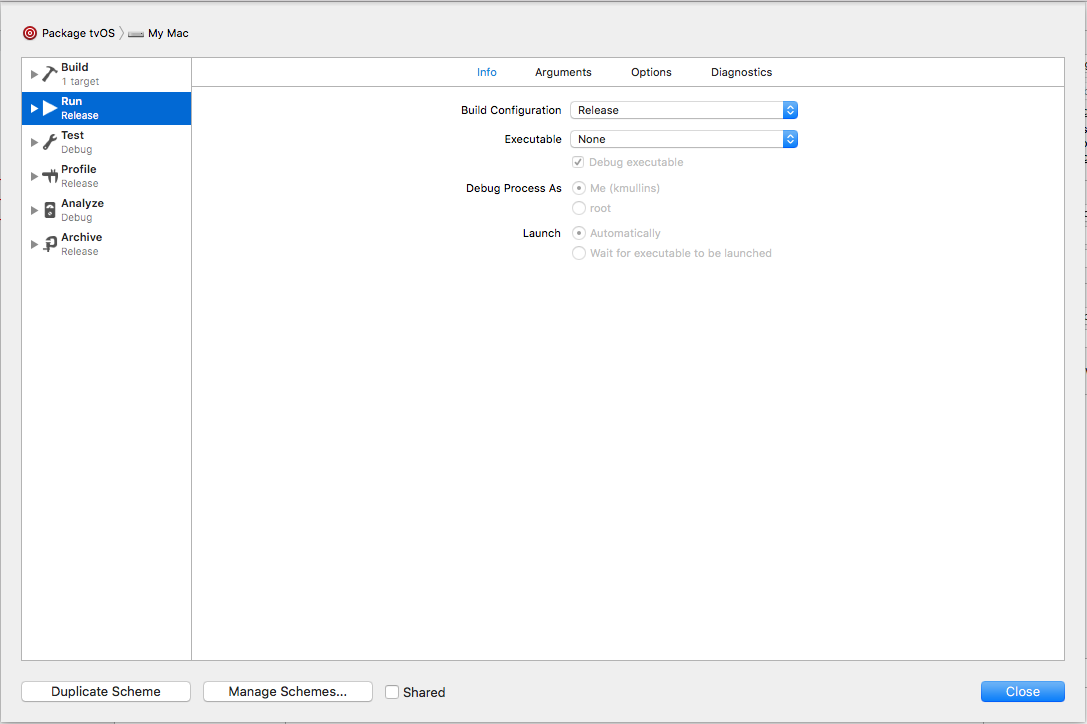 Package tvOS My Mac
Build
1 target
Run
Release
Test
Debug
Profile
Release
Analyze
Debug
Archive
Release
Info Arguments Options Diagnostics
Build Configuration Release
Executable None
Debug executable
Debug Process As Me (kmullins)
root
Launch Automatically
Wait for executable to be launched
Duplicate Scheme Manage Schemes... Shared Close